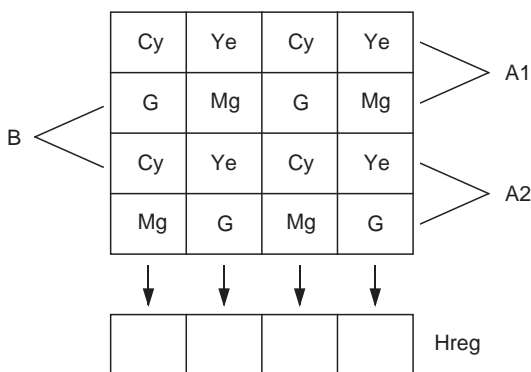 Cy Ye Cy Ye
A1
G Mg G Mg
B
Cy Ye Cy Ye
A2
Mg G Mg G
Hreg